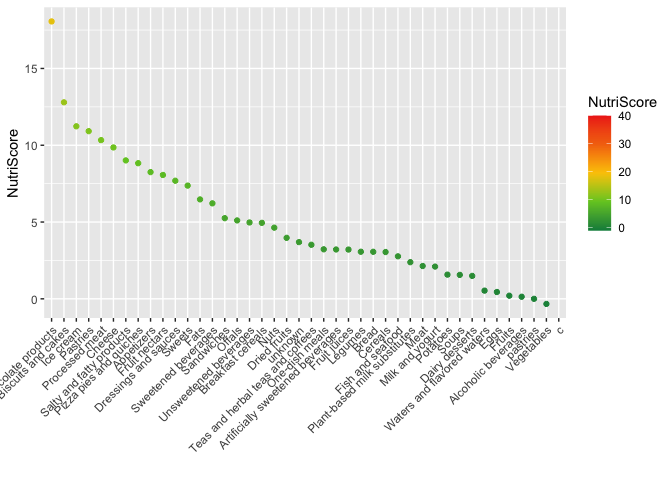 NutriScore
15
10
5
0
colate products
Biscuits and cakes
Ice cream
Pastries
Processed meat
Cheese
Salty and fatty products
Pizza pies and quiches
Appetizers
Fruit nectars
Dressings and sauces
Sweets
Fats
Sweetened beverages
Sandwiches
Offals
Unsweetened beverages
Breakfast cereals
Nuts
Dried fruits
unknown
Teas and herbal teas and coffees
One-dish meals
Artificially sweetened beverages
Fruit juices
Legumes
Bread
Cereals
Fish and seafood
Plant-based milk substitutes
Meat
Milk and yogurt
Potatoes
Soups
Dairy desserts
Waters and flavored waters
Eggs
Fruits
Alcoholic beverages
pastries
Vegetables
c
NutriScore
40
30
20
10
0